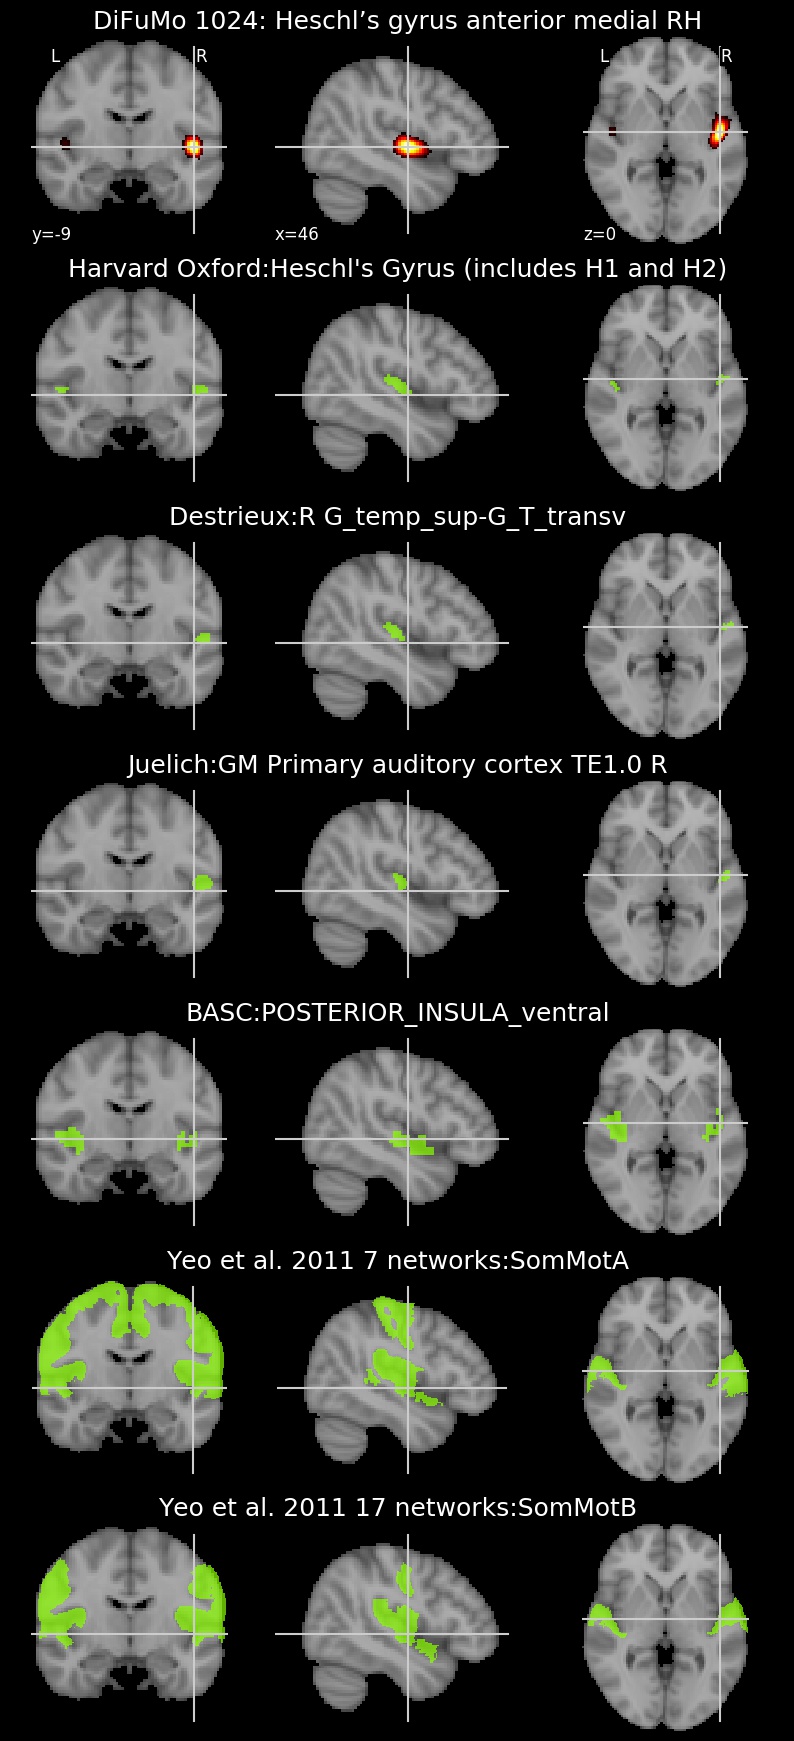 DiFuMo 1024: Heschl’s gyrus anterior medial RH
L R L R
y=-9 x=46 z=0
Harvard Oxford:Heschl's Gyrus (includes H1 and H2)
Destrieux:R G_temp_sup-G_T_transv
Juelich:GM Primary auditory cortex TE1.0 R
BASC:POSTERIOR_INSULA_ventral
Yeo et al. 2011 7 networks:SomMotA
Yeo et al. 2011 17 networks:SomMotB